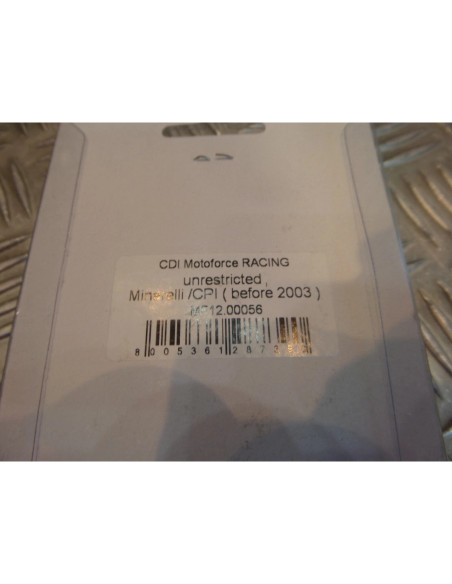 CDI Motoforce RACING
unrestricted ,
Minarelli /CPI ( before 2003 )
MF12.00056